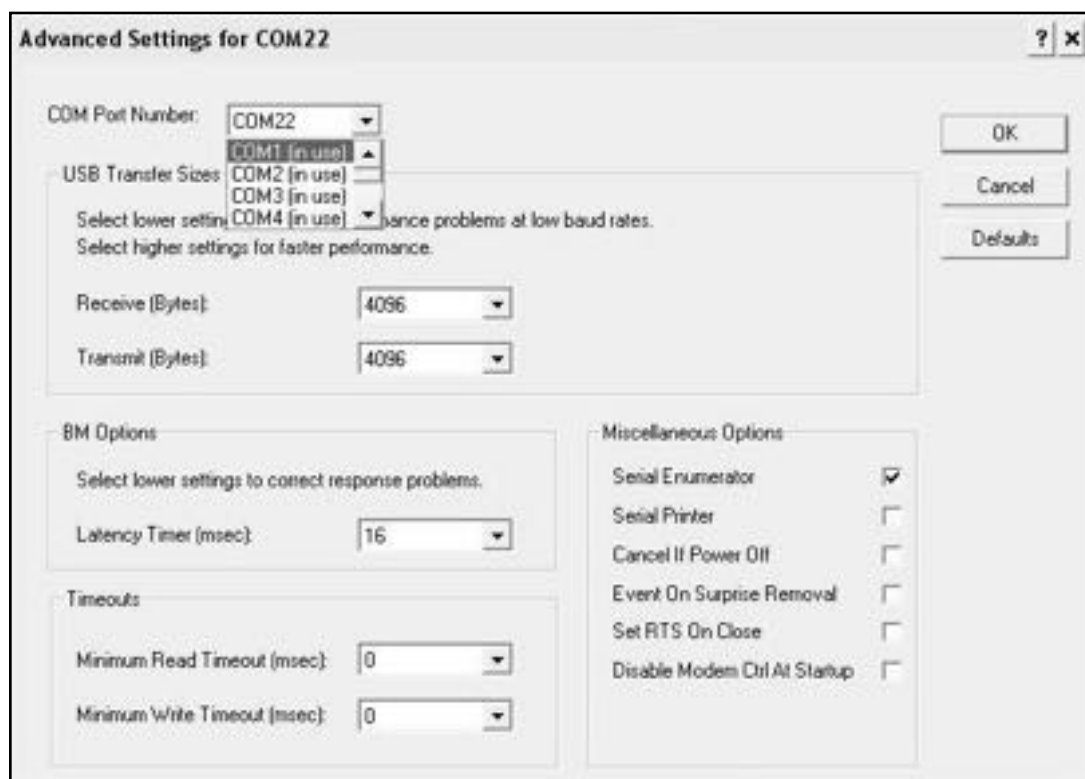 Advanced Settings for COM22
? x
COM Port Number: COM22
COM1 (in use)
COM2 (in use)
COM3 (in use)
COM4 (in use)
OK
Cancel
Defaults
USB Transfer Sizes
Select lower settin mance problems at low baud rates.
Select higher settings for faster performance.
Receive (Bytes): 4096
Transmit (Bytes): 4096
BM Options
Select lower settings to correct response problems.
Latency Timer (msec): 16
Timeouts
Minimum Read Timeout (msec): 0
Minimum Write Timeout (msec): 0
Miscellaneous Options
Serial Enumerator
Serial Printer
Cancel If Power Off
Event On Surprise Removal
Set RTS On Close
Disable Modem Ctrl At Startup